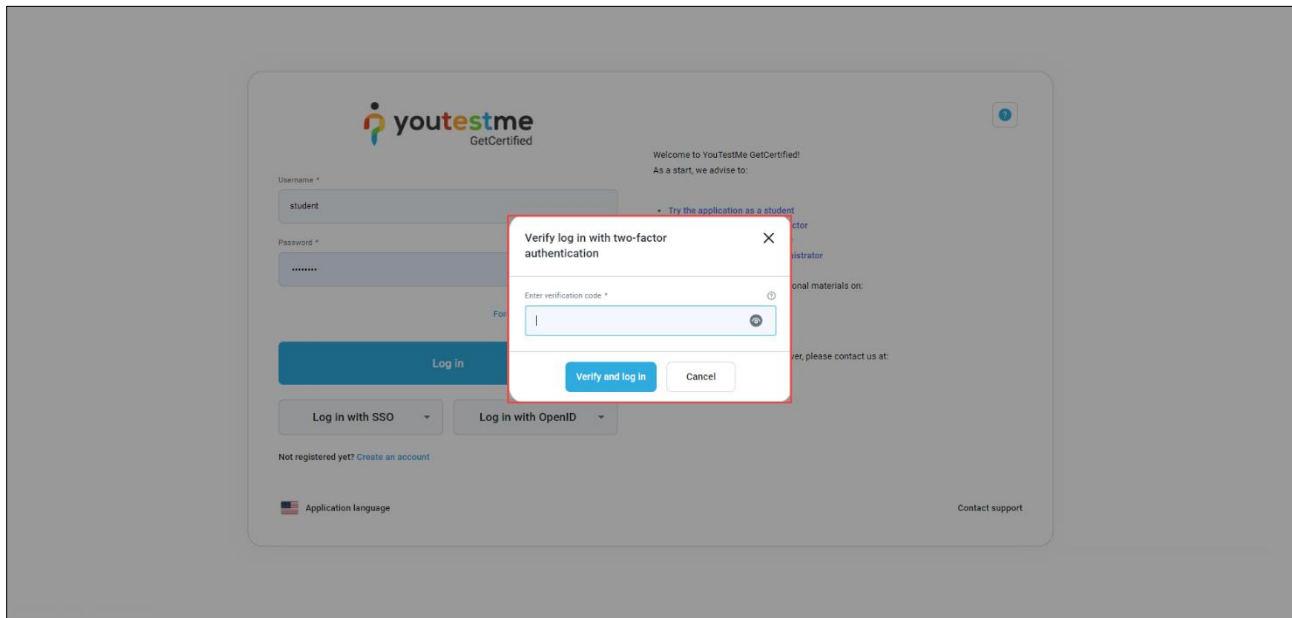 youtestme
GetCertified
Welcome to YouTestMe GetCertified!
As a start, we advise to:
Username *
student
• Try the application as a student
Password *
••••••••
Verify log in with two-factor
authentication
Enter verification code *
onal materials on:
For
Log in
ver, please contact us at:
Verify and log in
Cancel
Log in with SSO
Log in with OpenID
Not registered yet? Create an account
Application language
Contact support